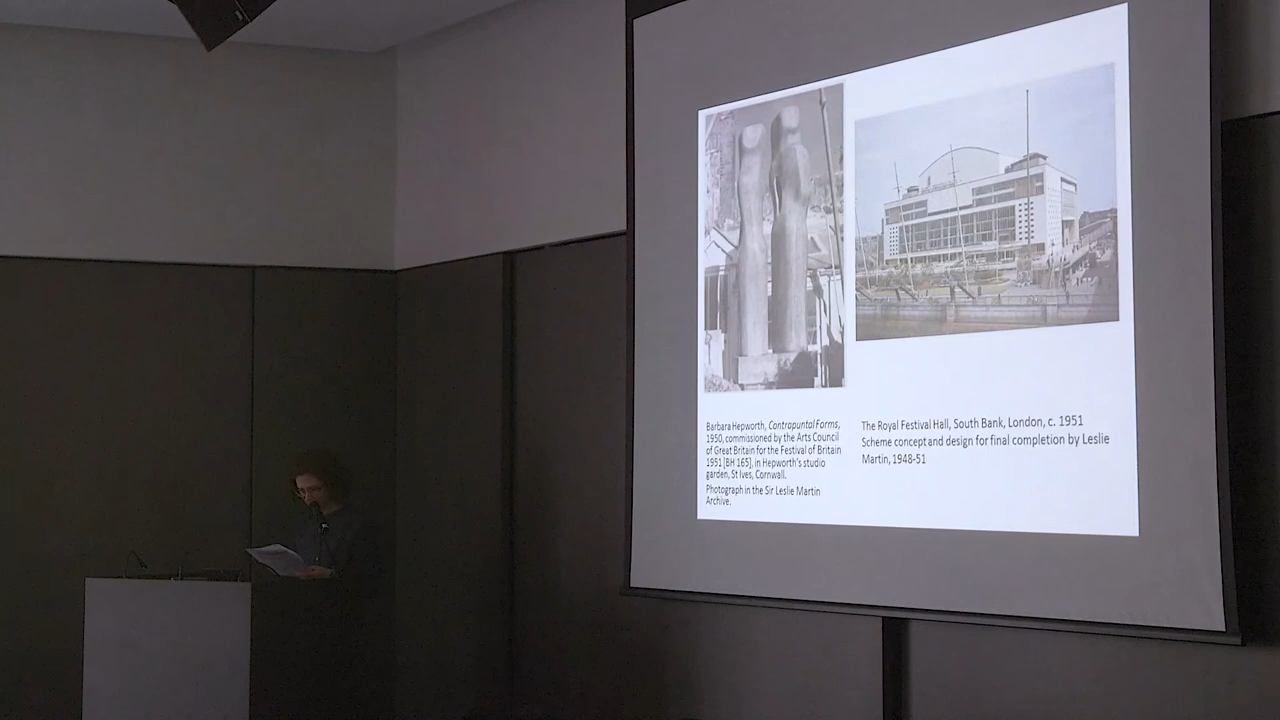 Barbara Hepworth, Contrapuntal Forms,
1950, commissioned by the Arts Council
of Great Britain for the Festival of Britain
1951 [BH 165], in Hepworth's studio
garden, St Ives, Cornwall.
Photograph in the Sir Leslie Martin
Archive.
The Royal Festival Hall, South Bank, London, c. 1951
Scheme concept and design for final completion by Leslie
Martin, 1948-51